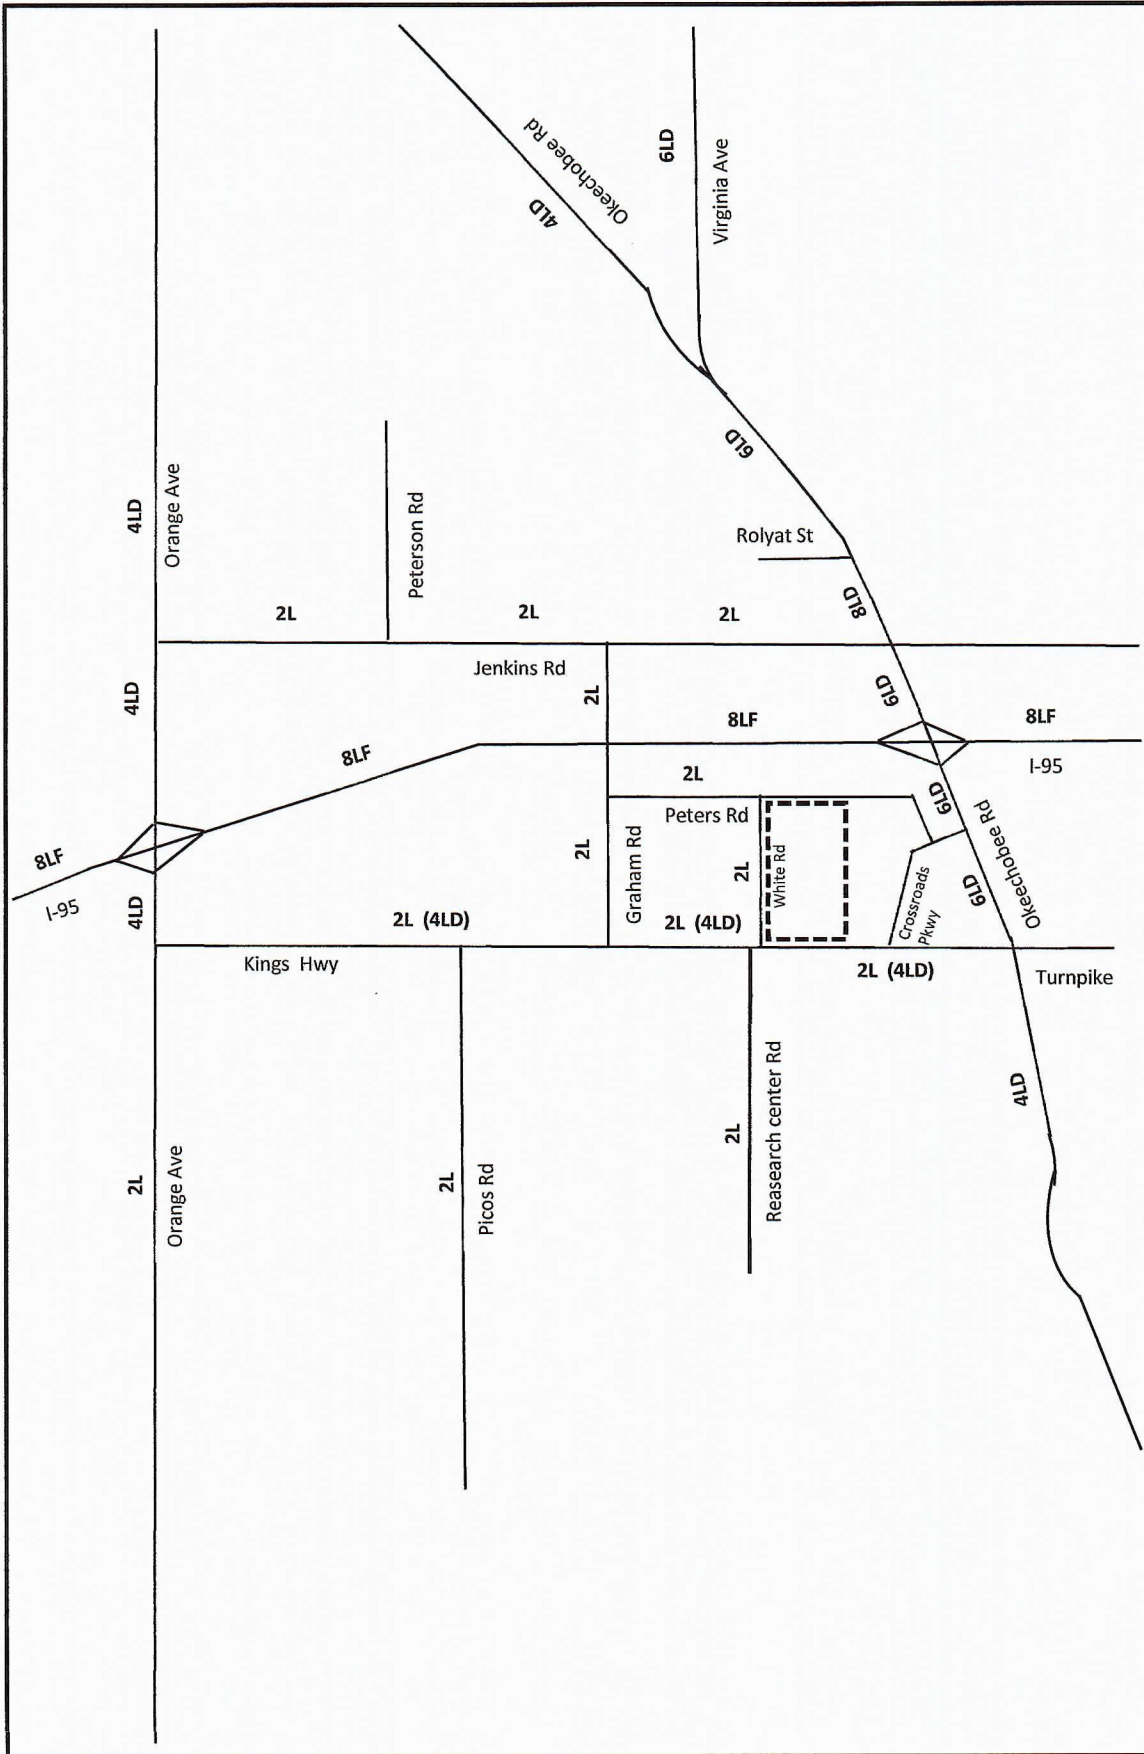 6LD
Virginia Ave
Okeechobee Rd
4LD
6LD
4LD
Orange Ave
Peterson Rd
Rolyat St
8LD
2L
2L
2L
Jenkins Rd
4LD
2L
6LD
8LF
8LF
8LF
I-95
2L
6LD
Peters Rd
Okeechobee Rd
8LF
I-95
4LD
2L
Graham Rd
2L
White Rd
Crossroads
Pkwy
6LD
2L (4LD)
2L (4LD)
Kings Hwy
2L (4LD)
Turnpike
4LD
2L
Reasearch center Rd
2L
Orange Ave
2L
Picos Rd